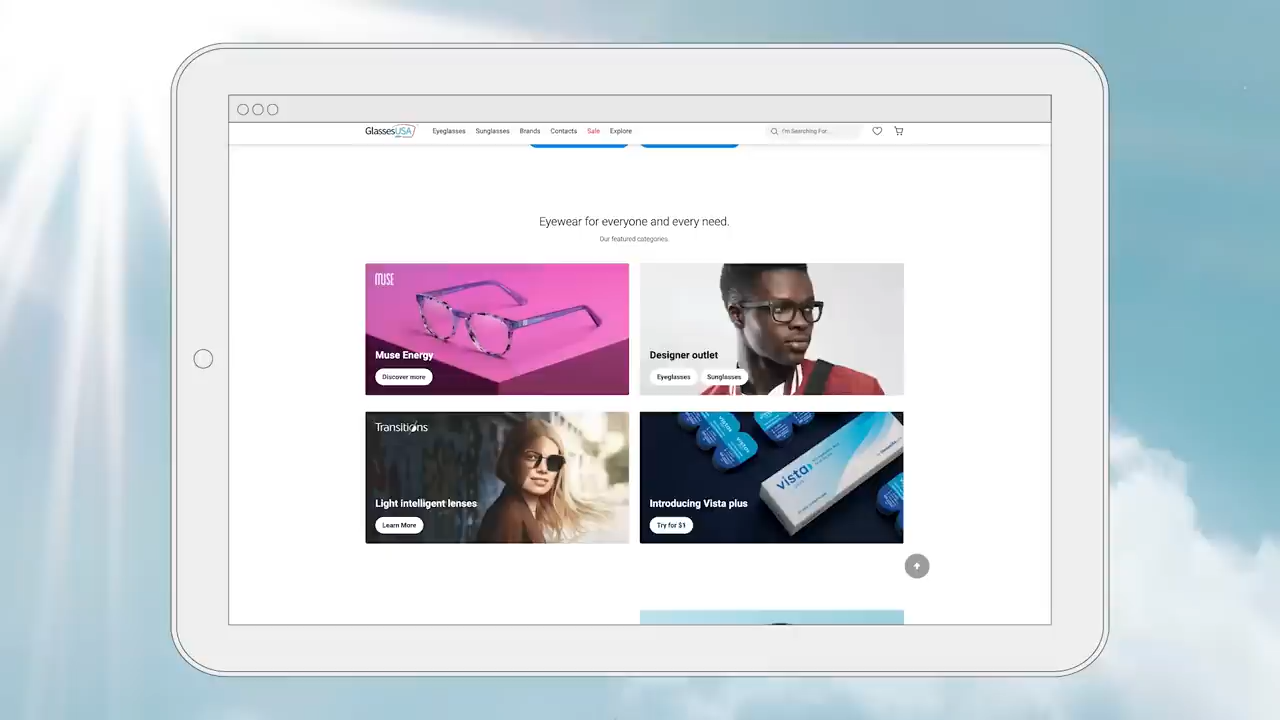 GlassesUSA Eyeglasses Sunglasses Brands Contacts Sale Explore I'm Searching For...
Eyewear for everyone and every need.
Our featured categories.
MUSE
Muse Energy
Discover more
Designer outlet
Eyeglasses Sunglasses
Transitions
Light intelligent lenses
Learn More
vista
Introducing Vista plus
Try for $1